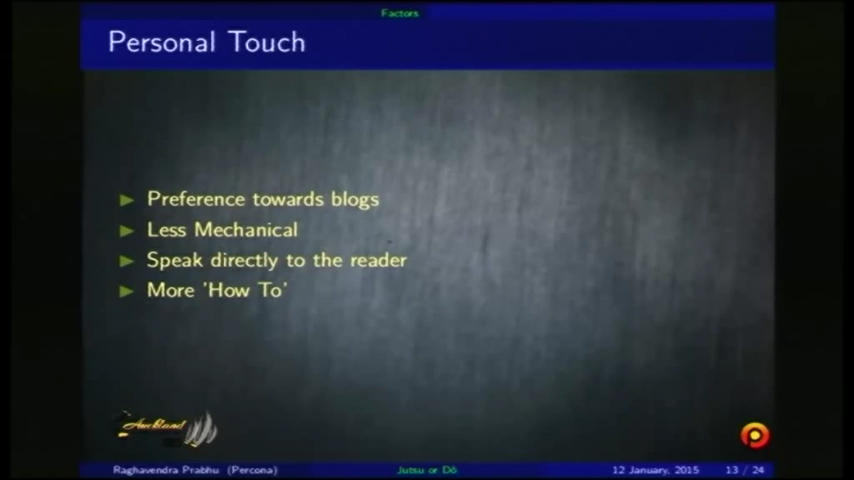 Factors
Personal Touch
Preference towards blogs
Less Mechanical
Speak directly to the reader
More 'How To'
Auckland
Raghavendra Prabhu (Percona) Jutsu or Dō 12 January, 2015 13 / 24